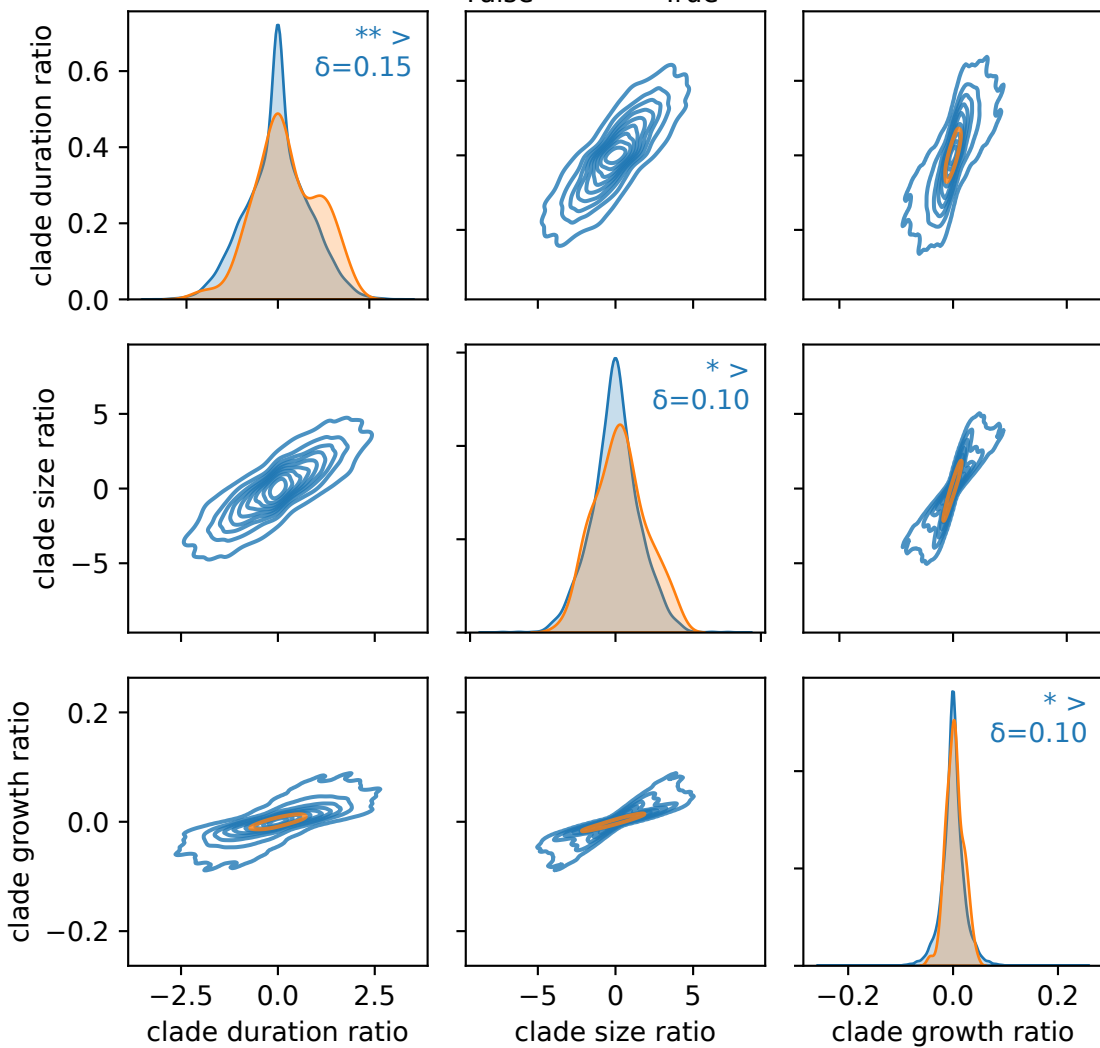 clade duration ratio
0.6
0.4
0.2
0.0
** >
δ=0.15
clade size ratio
5
0
−5
* >
δ=0.10
clade growth ratio
0.2
0.0
−0.2
* >
δ=0.10
−2.5 0.0 2.5
−5 0 5
−0.2 0.0 0.2
clade duration ratio
clade size ratio
clade growth ratio